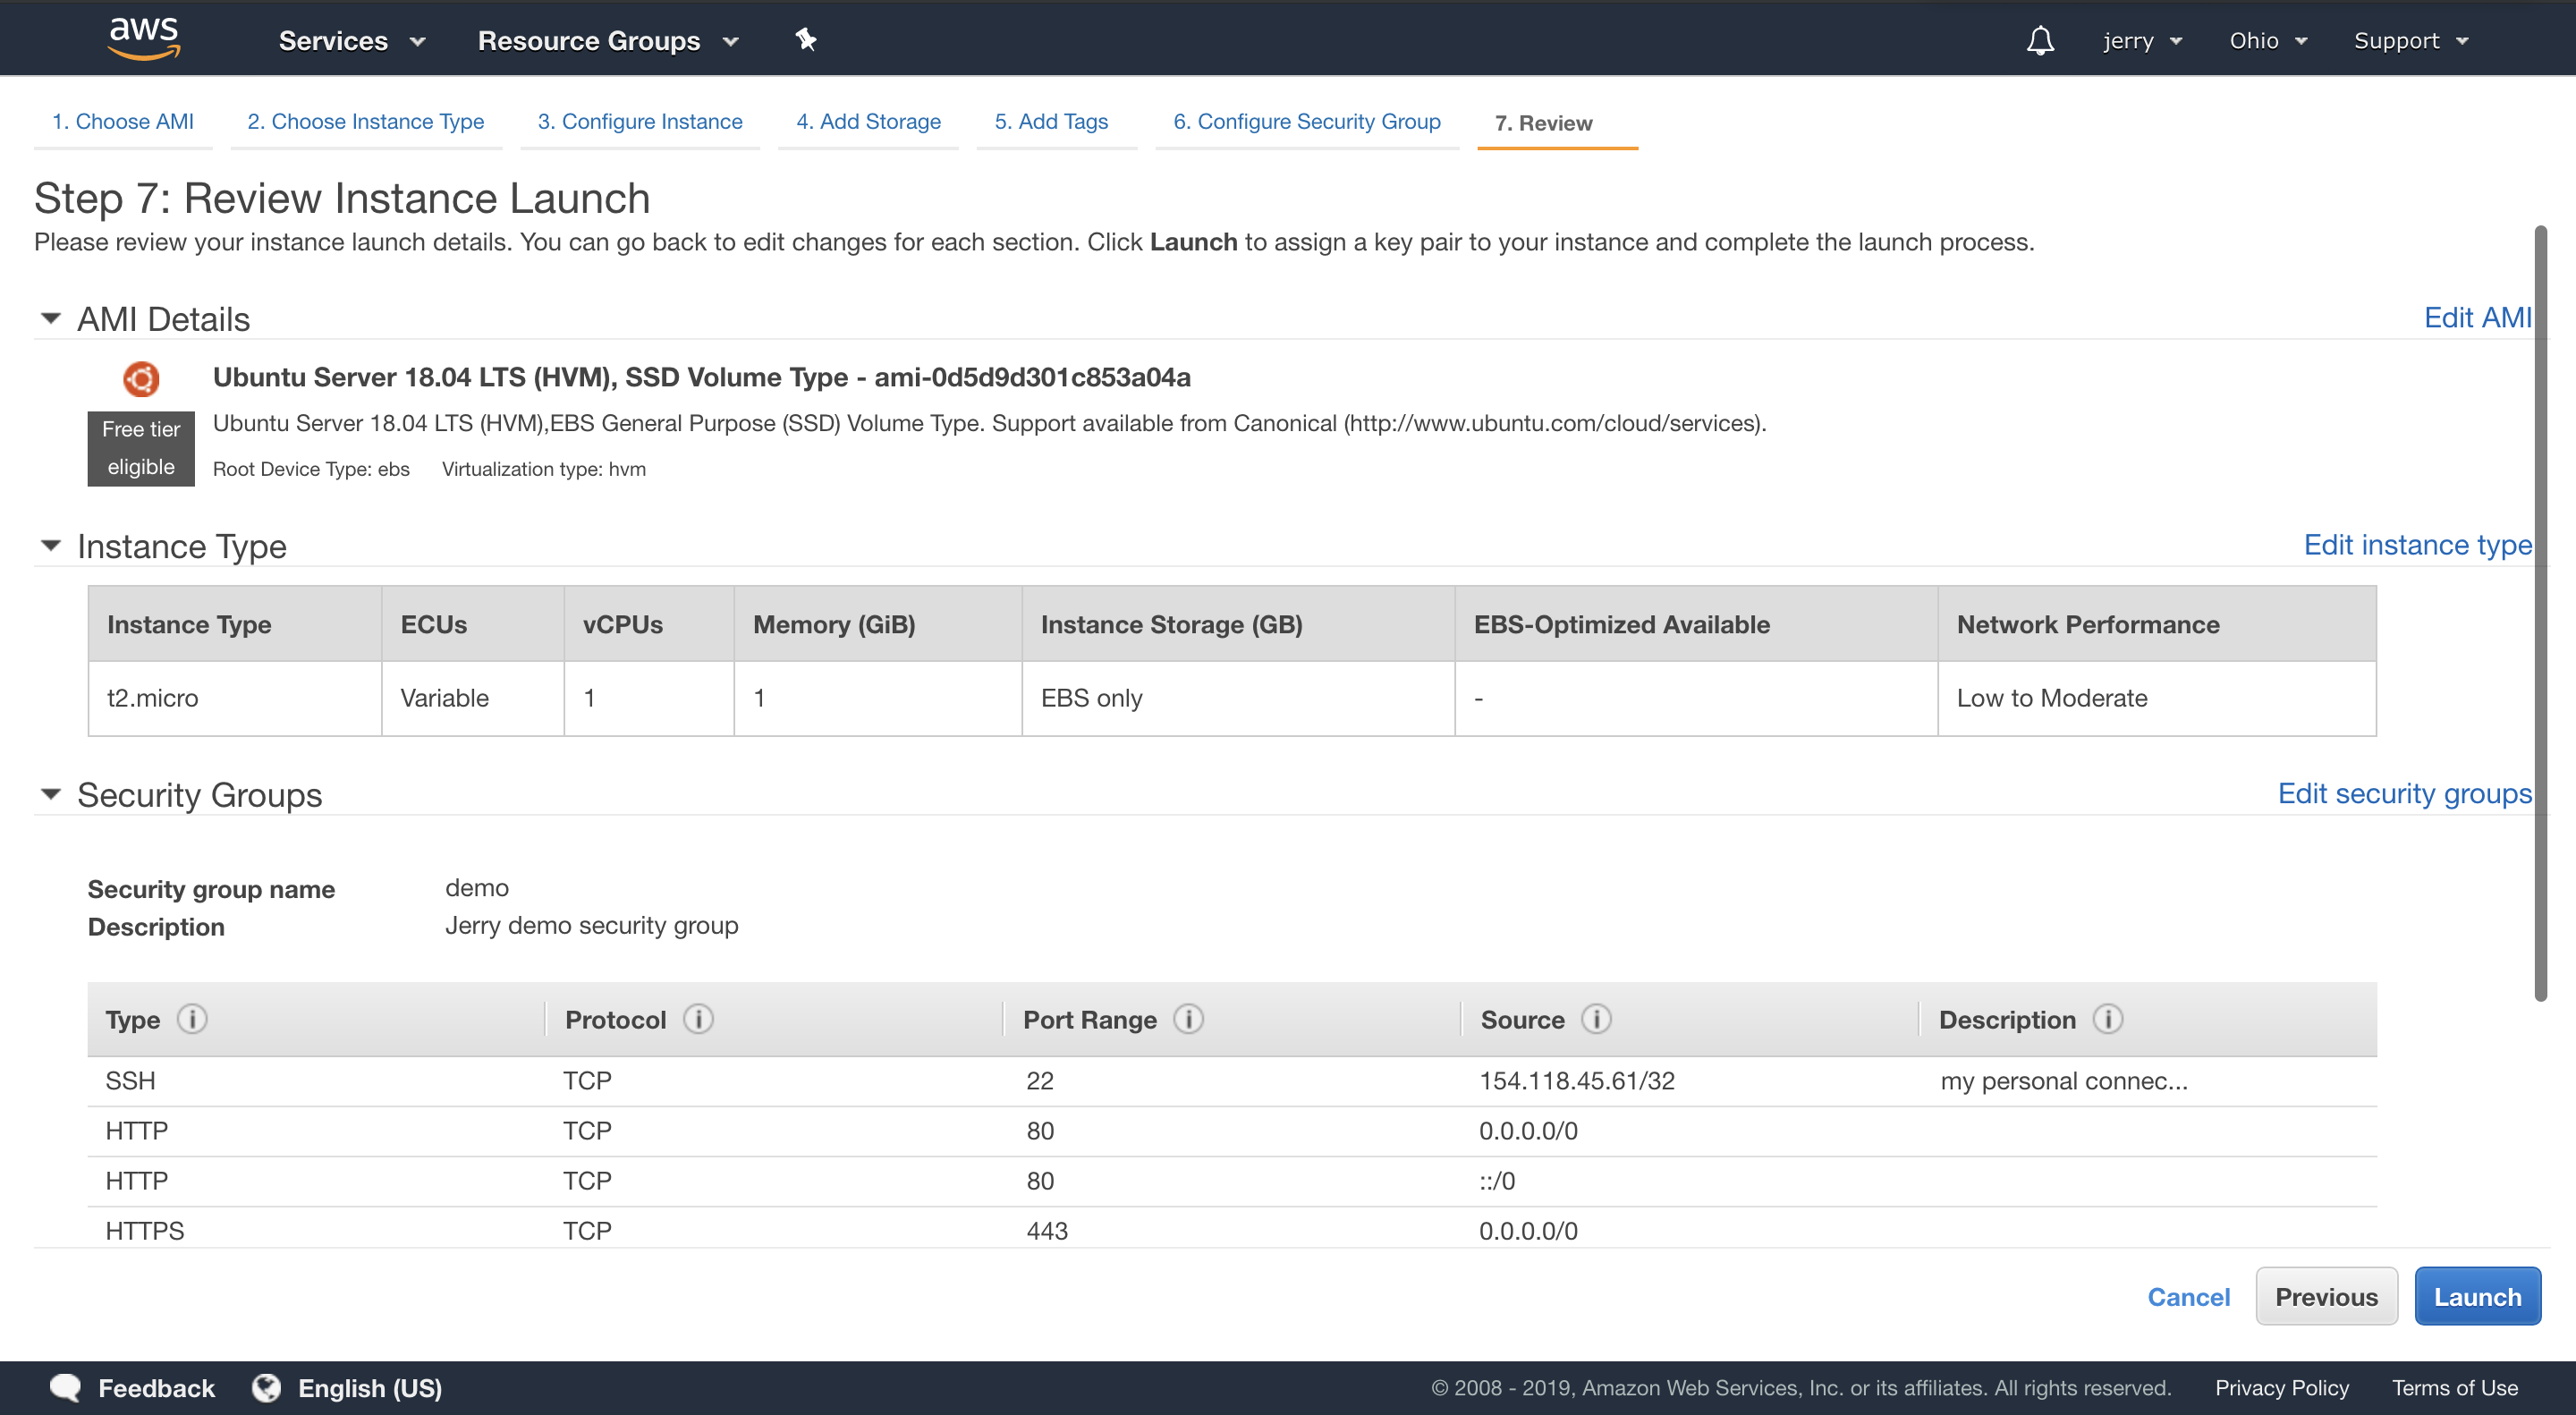 aws Services Resource Groups jerry Ohio Support
1. Choose AMI 2. Choose Instance Type 3. Configure Instance 4. Add Storage 5. Add Tags 6. Configure Security Group 7. Review
Step 7: Review Instance Launch
Please review your instance launch details. You can go back to edit changes for each section. Click Launch to assign a key pair to your instance and complete the launch process.
AMI Details Edit AMI
Ubuntu Server 18.04 LTS (HVM), SSD Volume Type - ami-0d5d9d301c853a04a
Free tier eligible
Ubuntu Server 18.04 LTS (HVM),EBS General Purpose (SSD) Volume Type. Support available from Canonical (http://www.ubuntu.com/cloud/services).
Root Device Type: ebs Virtualization type: hvm
Instance Type Edit instance type
Instance Type ECUs vCPUs Memory (GiB) Instance Storage (GB) EBS-Optimized Available Network Performance
t2.micro Variable 1 1 EBS only - Low to Moderate
Security Groups Edit security groups
Security group name demo
Description Jerry demo security group
Type i Protocol i Port Range i Source i Description i
SSH TCP 22 154.118.45.61/32 my personal connec...
HTTP TCP 80 0.0.0.0/0
HTTP TCP 80 ::/0
HTTPS TCP 443 0.0.0.0/0
Cancel Previous Launch
Feedback English (US) © 2008 - 2019, Amazon Web Services, Inc. or its affiliates. All rights reserved. Privacy Policy Terms of Use